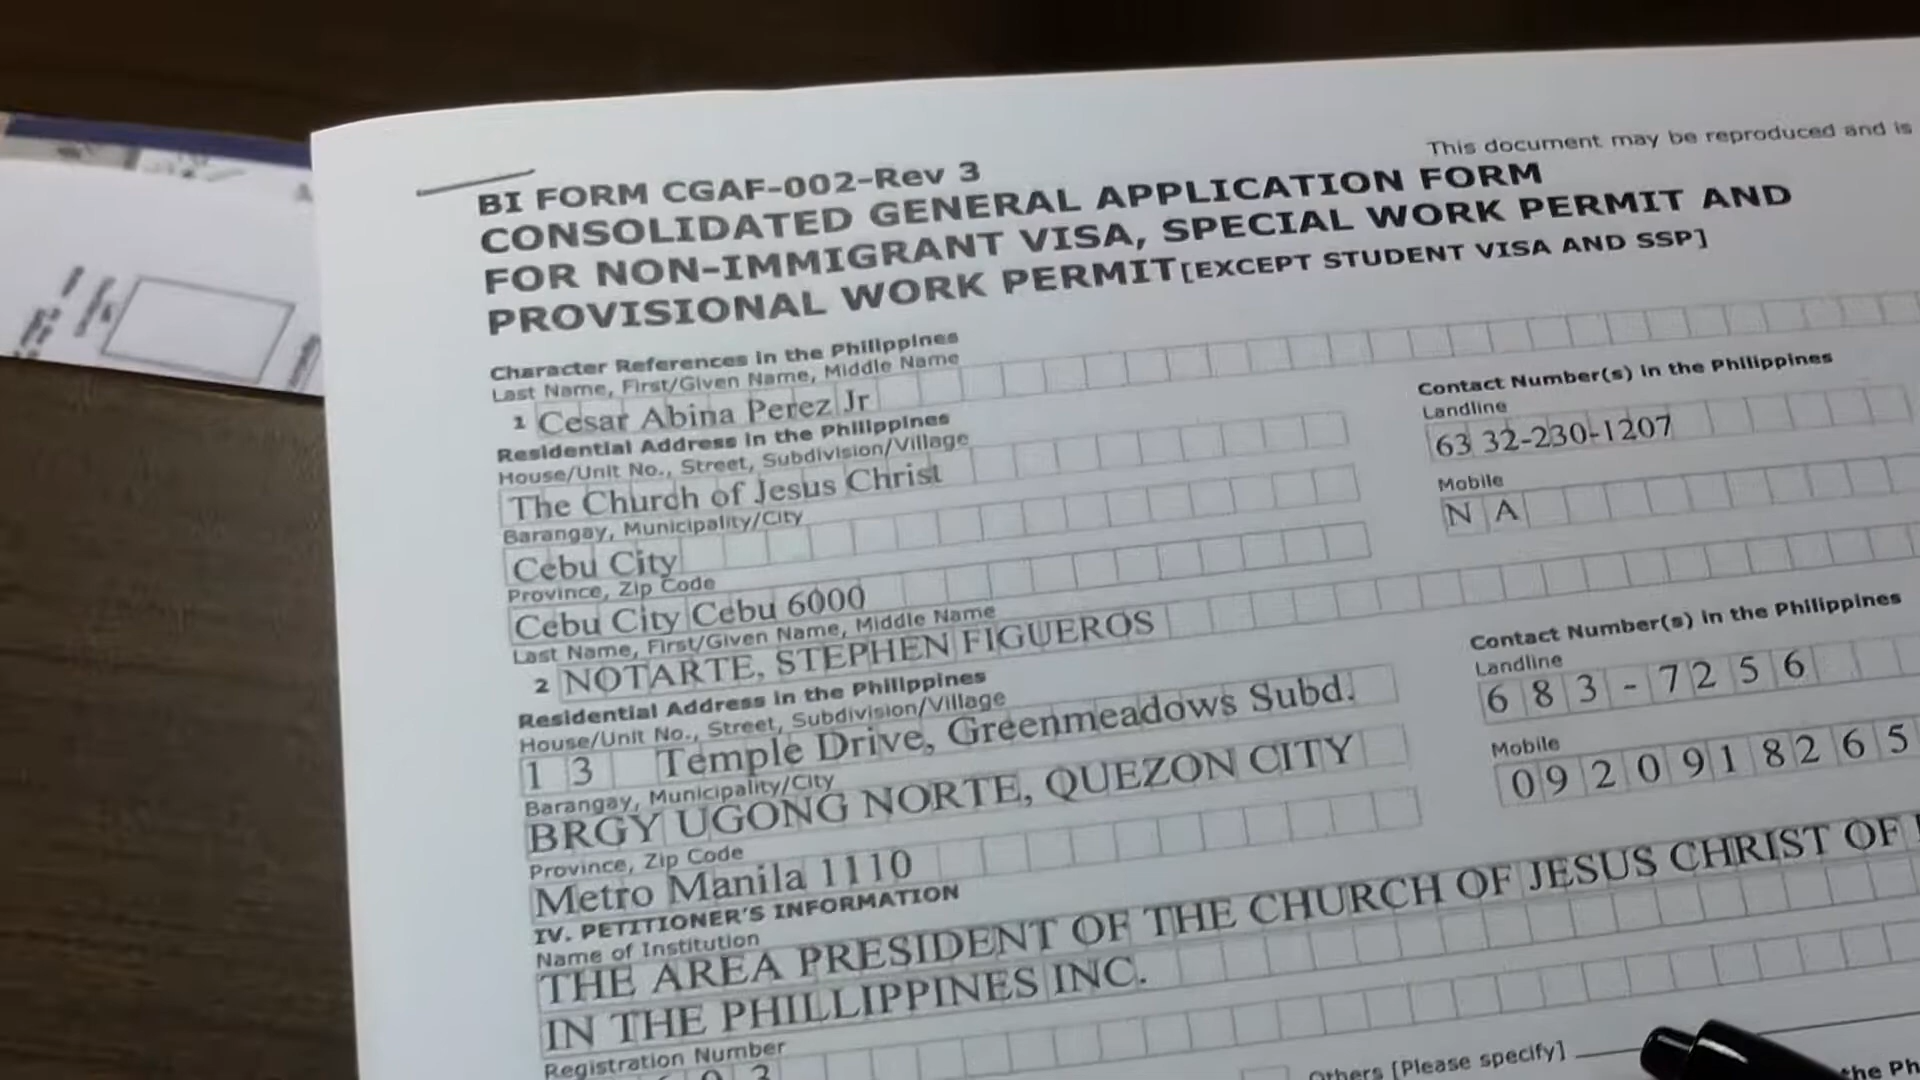 This document may be reproduced and is
BI FORM CGAF-002-Rev 3
CONSOLIDATED GENERAL APPLICATION FORM
FOR NON-IMMIGRANT VISA, SPECIAL WORK PERMIT AND
PROVISIONAL WORK PERMIT[EXCEPT STUDENT VISA AND SSP]
Character References in the Philippines
Last Name, First/Given Name, Middle Name
1 Cesar Abina Perez Jr
Contact Number(s) in the Philippines
Landline
63 32-230-1207
Residential Address in the Philippines
House/Unit No., Street, Subdivision/Village
The Church of Jesus Christ
Mobile
N A
Barangay, Municipality/City
Cebu City
Province, Zip Code
Cebu City Cebu 6000
Last Name, First/Given Name, Middle Name
2 NOTARTE, STEPHEN FIGUEROS
Contact Number(s) in the Philippines
Landline
683-7256
Residential Address in the Philippines
House/Unit No., Street, Subdivision/Village
13 Temple Drive, Greenmeadows Subd.
Mobile
0920918265
Barangay, Municipality/City
BRGY UGONG NORTE, QUEZON CITY
Province, Zip Code
Metro Manila 1110
IV. PETITIONER'S INFORMATION
Name of Institution
THE AREA PRESIDENT OF THE CHURCH OF JESUS CHRIST OF
IN THE PHILLIPPINES INC.
Registration Number
Others [Please specify]
the Ph